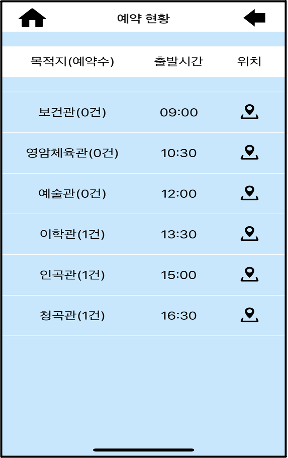 예약 현황
목적지(예약수) 출발시간 위치
보건관(0건) 09:00
영암체육관(0건) 10:30
예술관(0건) 12:00
이학관(1건) 13:30
인곡관(1건) 15:00
청곡관(1건) 16:30